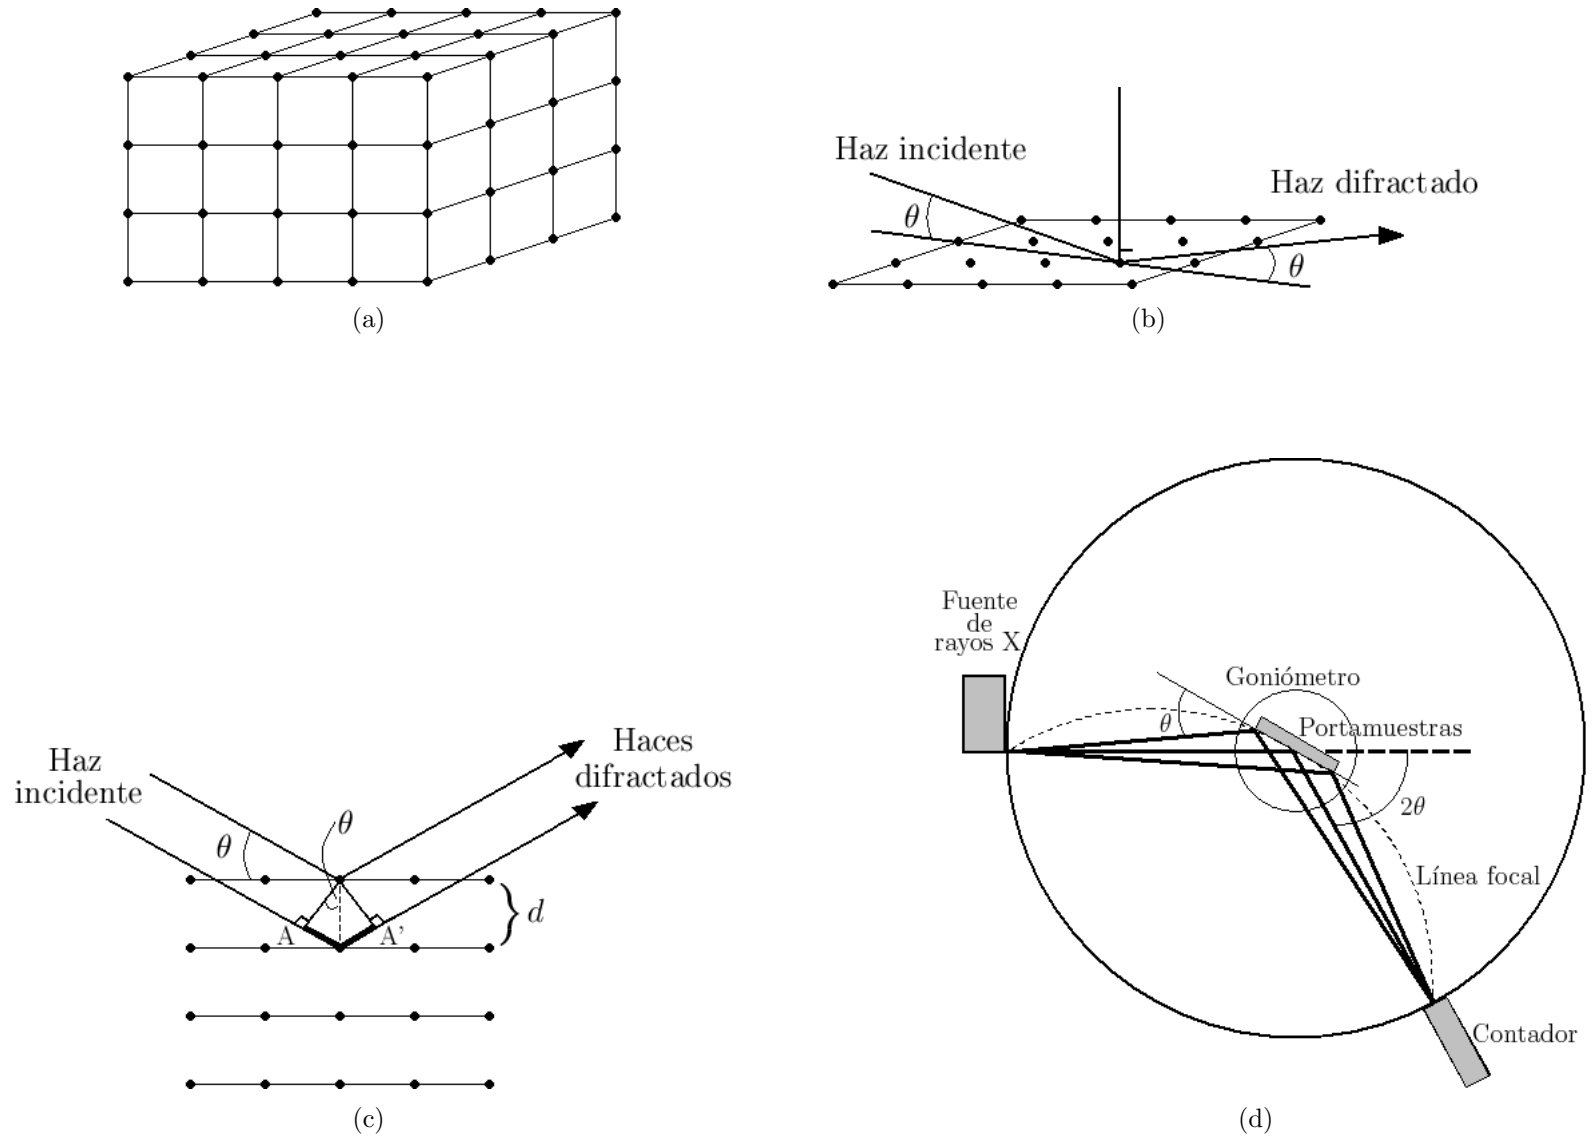 (a)
Haz incidente
Haz difractado
θ
θ
(b)
Haz
incidente
Haces
difractados
θ
θ
d
A
A'
(c)
Fuente
de
rayos X
Goniómetro
Portamuestras
θ
2θ
Línea focal
Contador
(d)